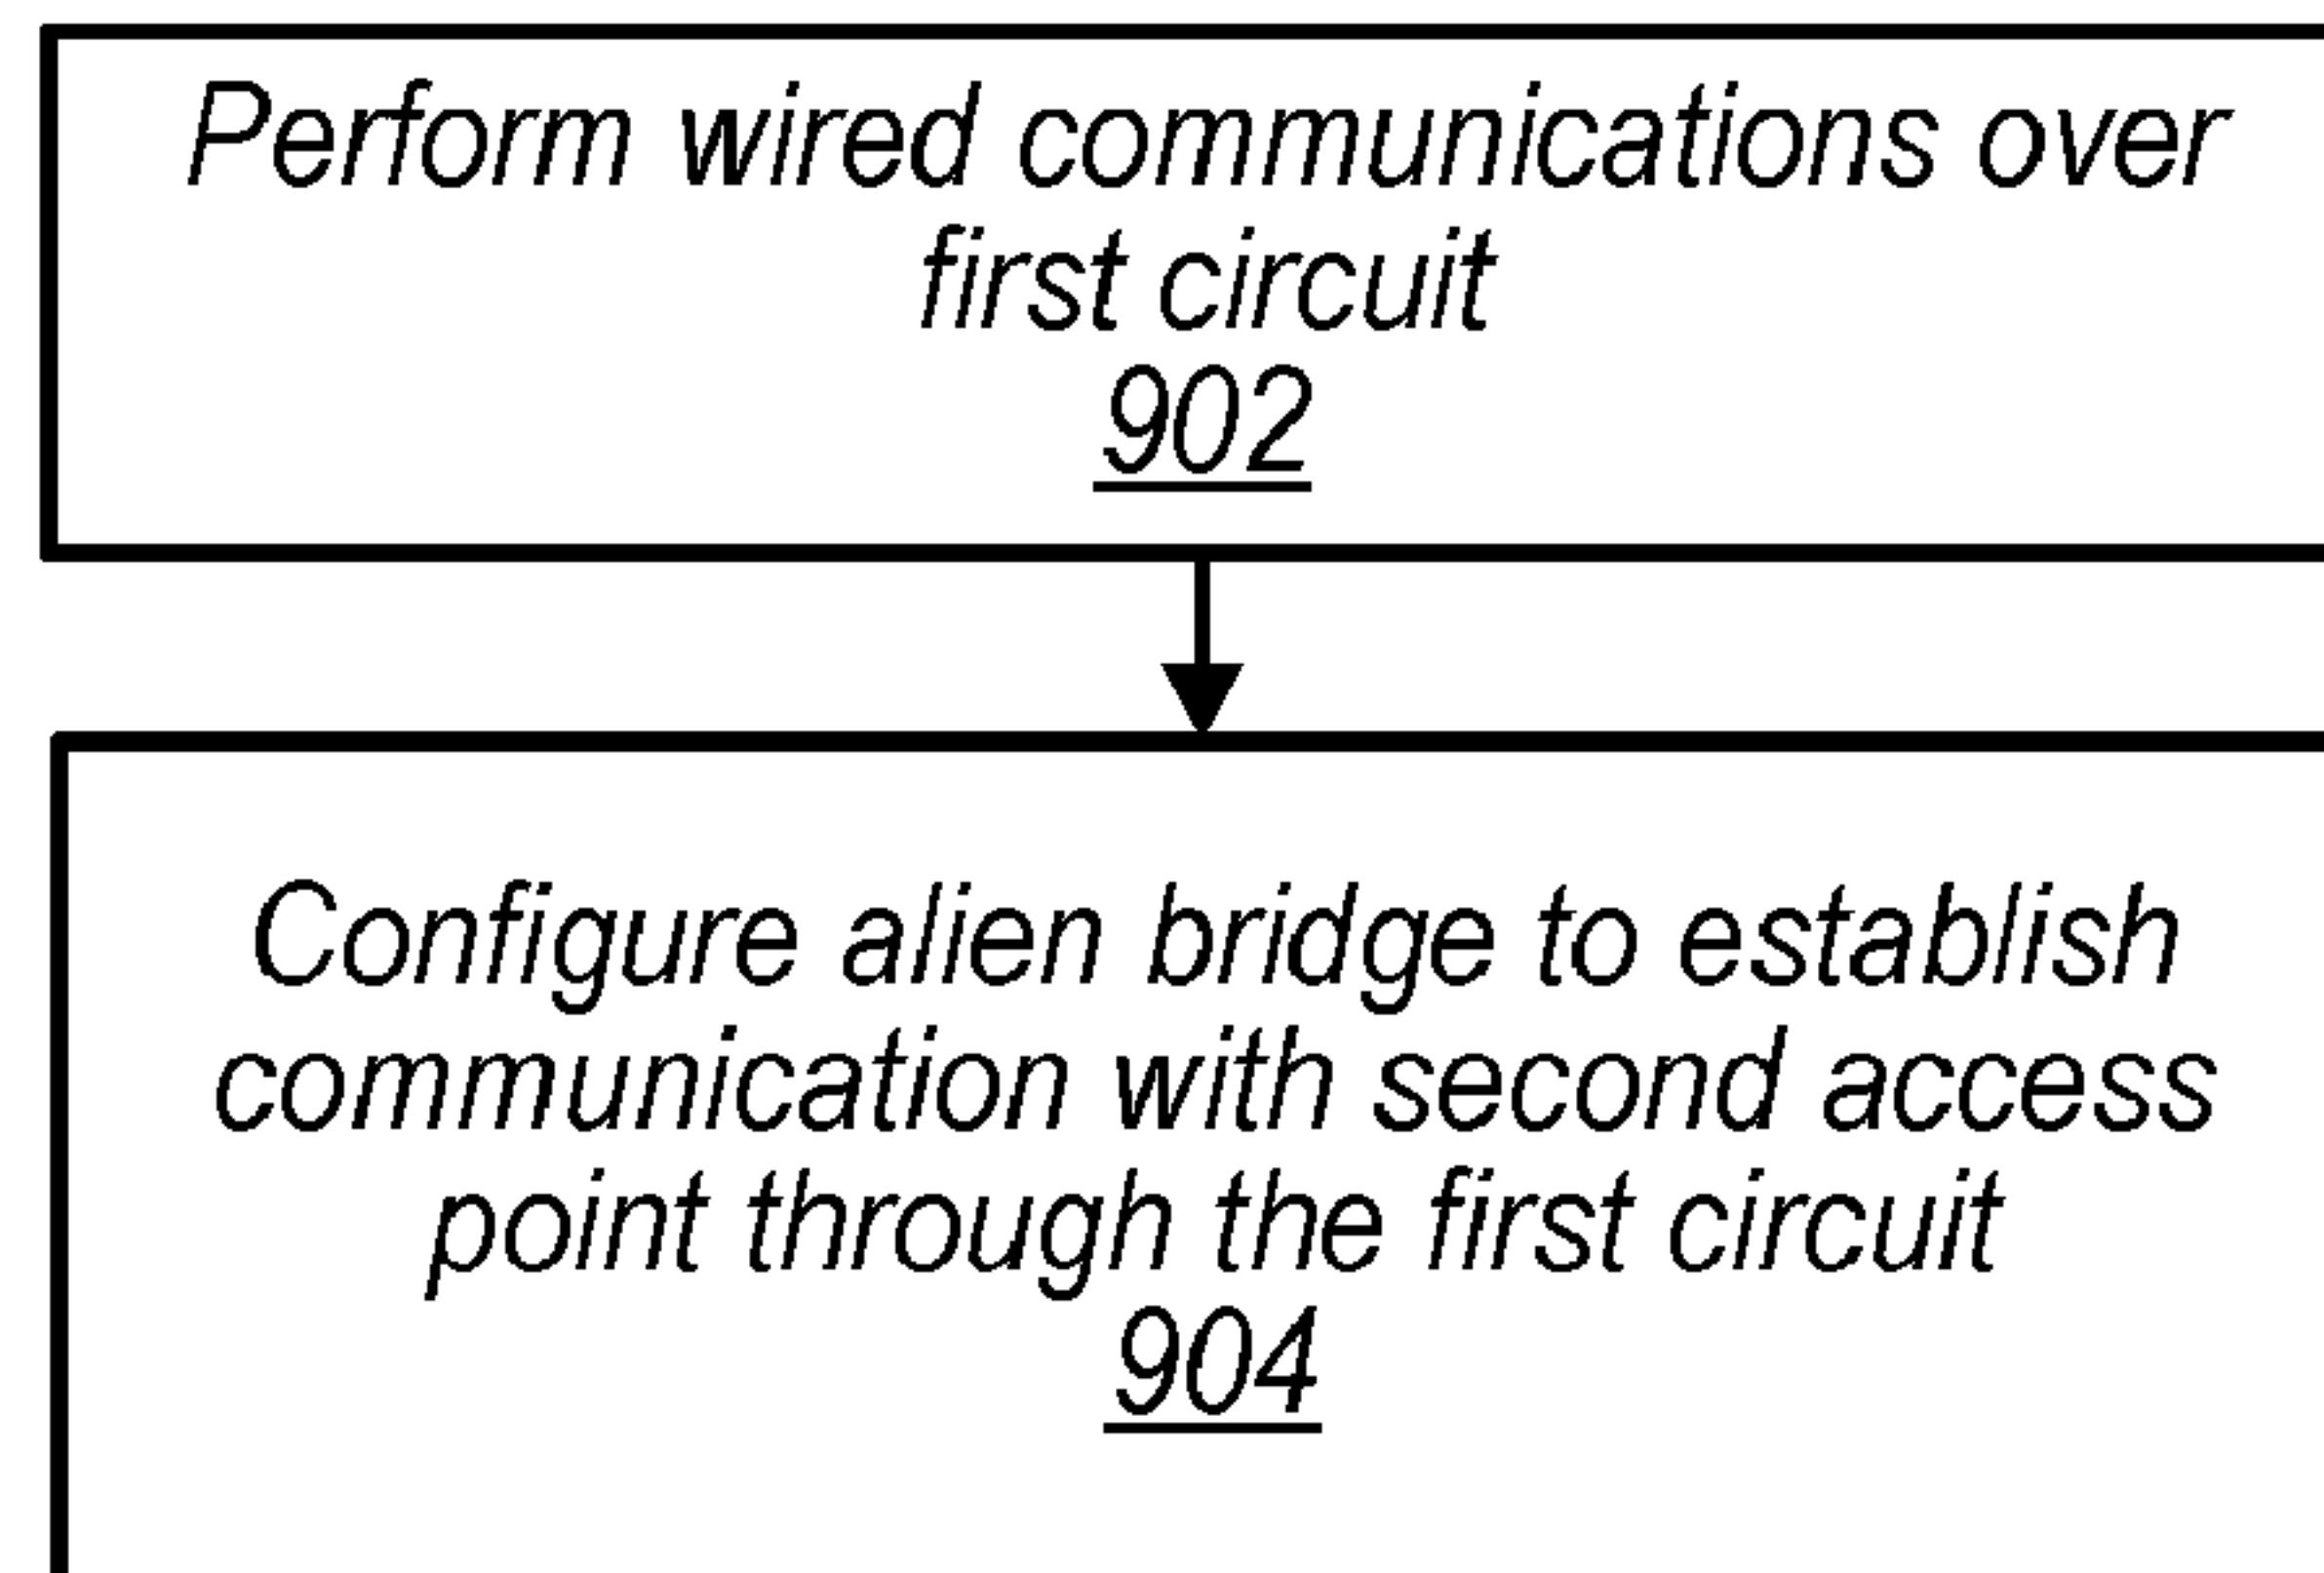 Perform wired communications over
first circuit
902
Configure alien bridge to establish
communication with second access
point through the first circuit
904